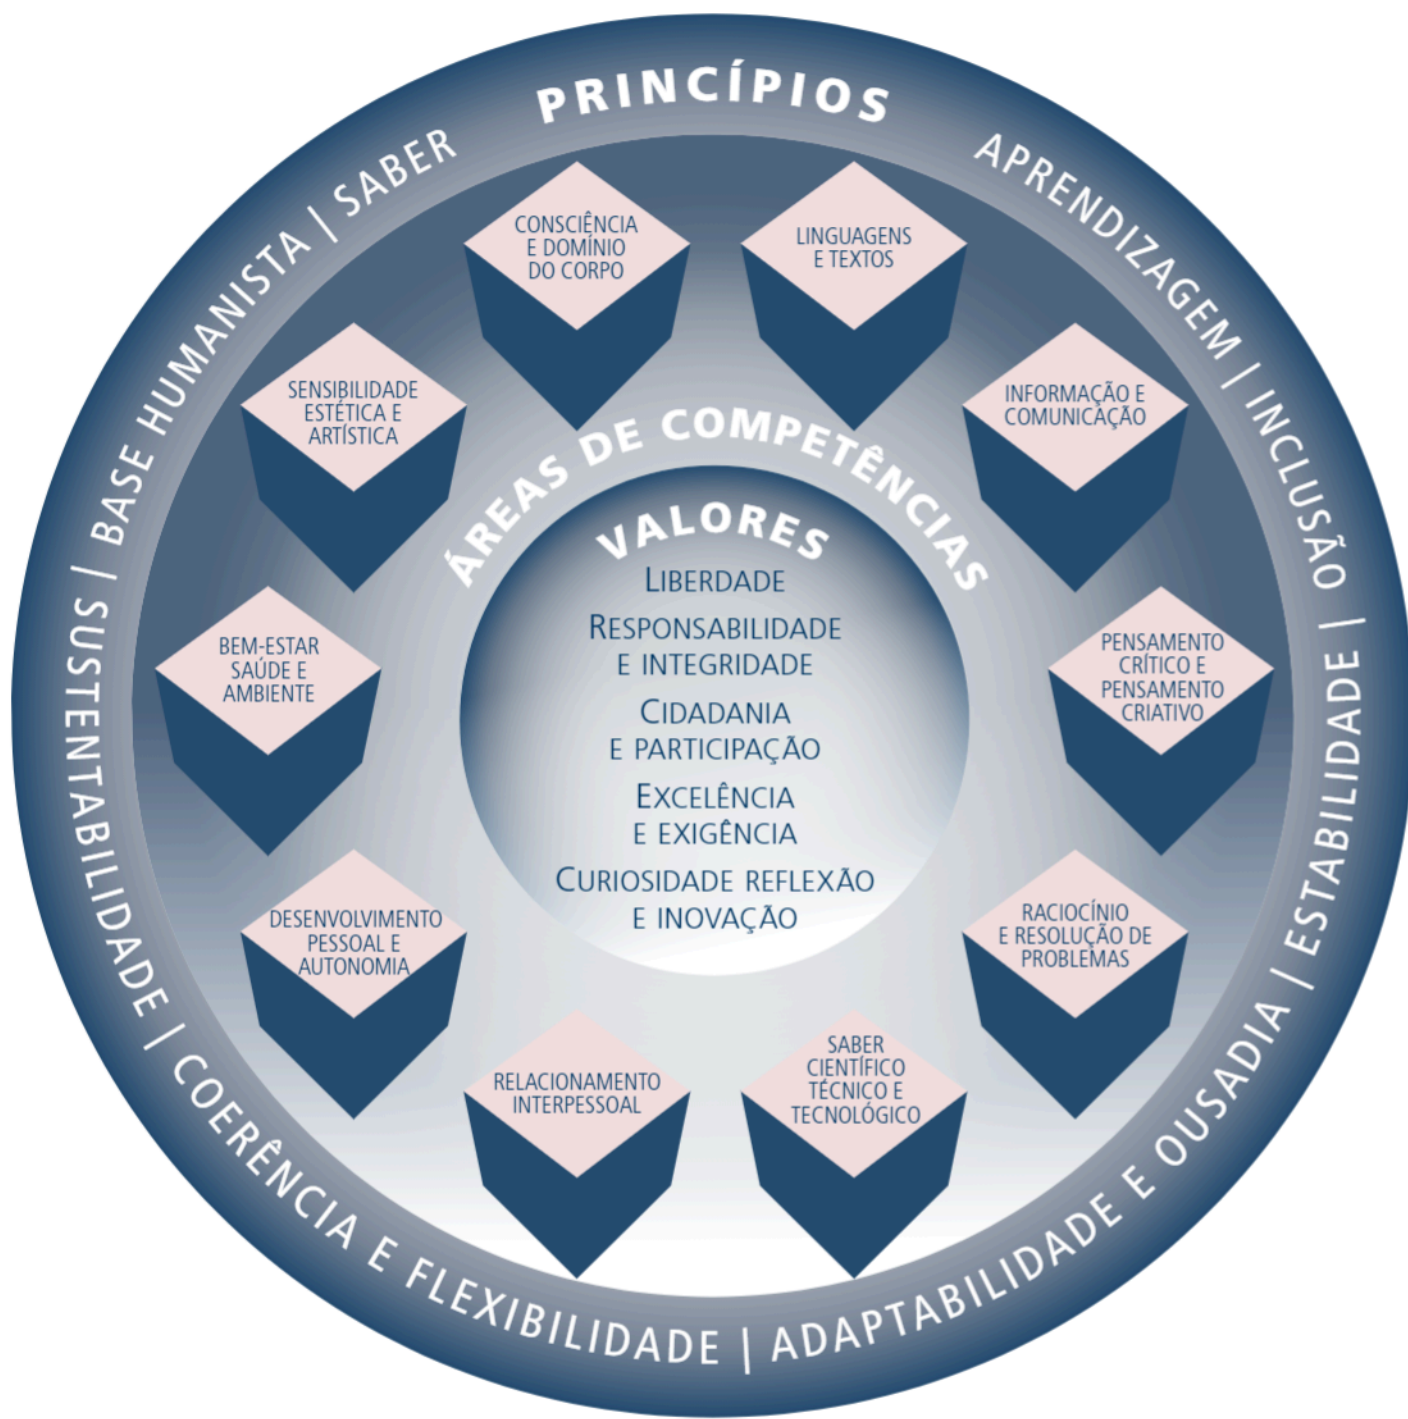 PRINCÍPIOS
APRENDIZAGEM | INCLUSÃO | ESTABILIDADE | ADAPTABILIDADE E OUSADIA | COERÊNCIA E FLEXIBILIDADE | SUSTENTABILIDADE | BASE HUMANISTA | SABER
ÁREAS DE COMPETÊNCIAS
LINGUAGENS
E TEXTOS
INFORMAÇÃO E
COMUNICAÇÃO
PENSAMENTO
CRÍTICO E
PENSAMENTO
CRIATIVO
RACIOCÍNIO
E RESOLUÇÃO DE
PROBLEMAS
SABER
CIENTÍFICO
TÉCNICO E
TECNOLÓGICO
RELACIONAMENTO
INTERPESSOAL
DESENVOLVIMENTO
PESSOAL E
AUTONOMIA
BEM-ESTAR
SAÚDE E
AMBIENTE
SENSIBILIDADE
ESTÉTICA E
ARTÍSTICA
CONSCIÊNCIA
E DOMÍNIO
DO CORPO
VALORES
LIBERDADE
RESPONSABILIDADE
E INTEGRIDADE
CIDADANIA
E PARTICIPAÇÃO
EXCELÊNCIA
E EXIGÊNCIA
CURIOSIDADE REFLEXÃO
E INOVAÇÃO